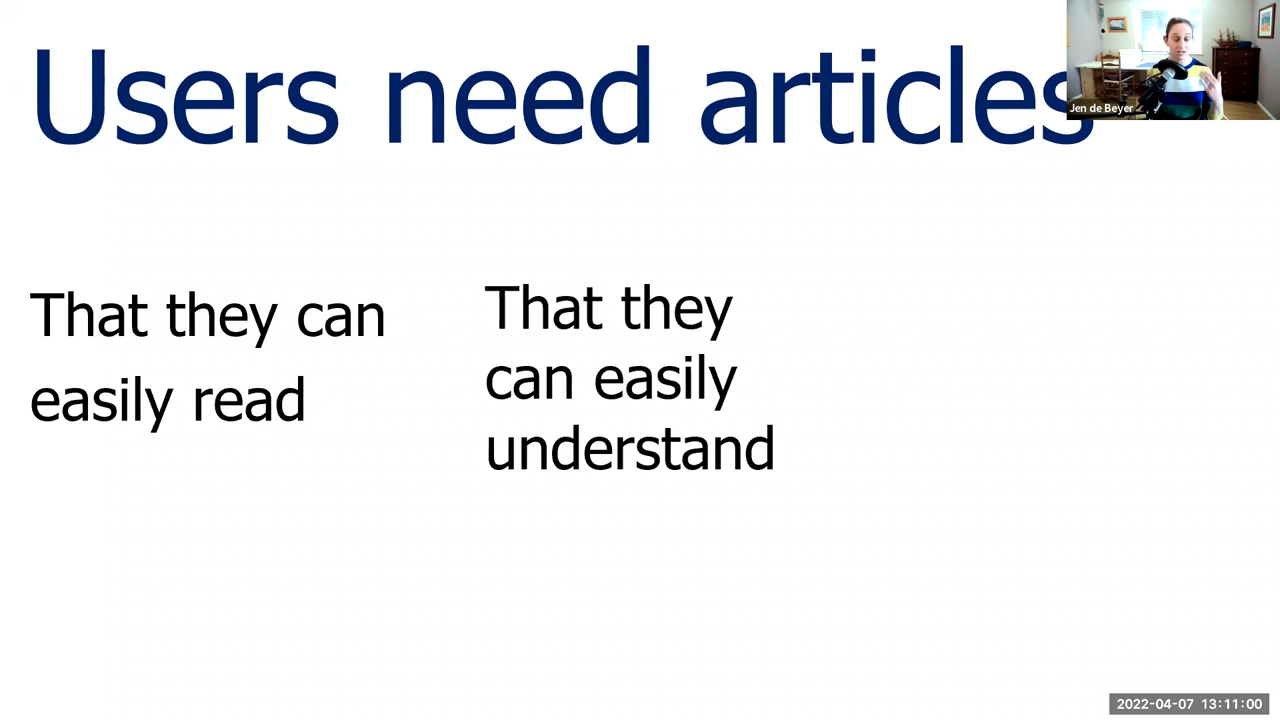 Users need articles
Jen de Beyer
That they can
easily read
That they
can easily
understand
2022-04-07 13:11:00